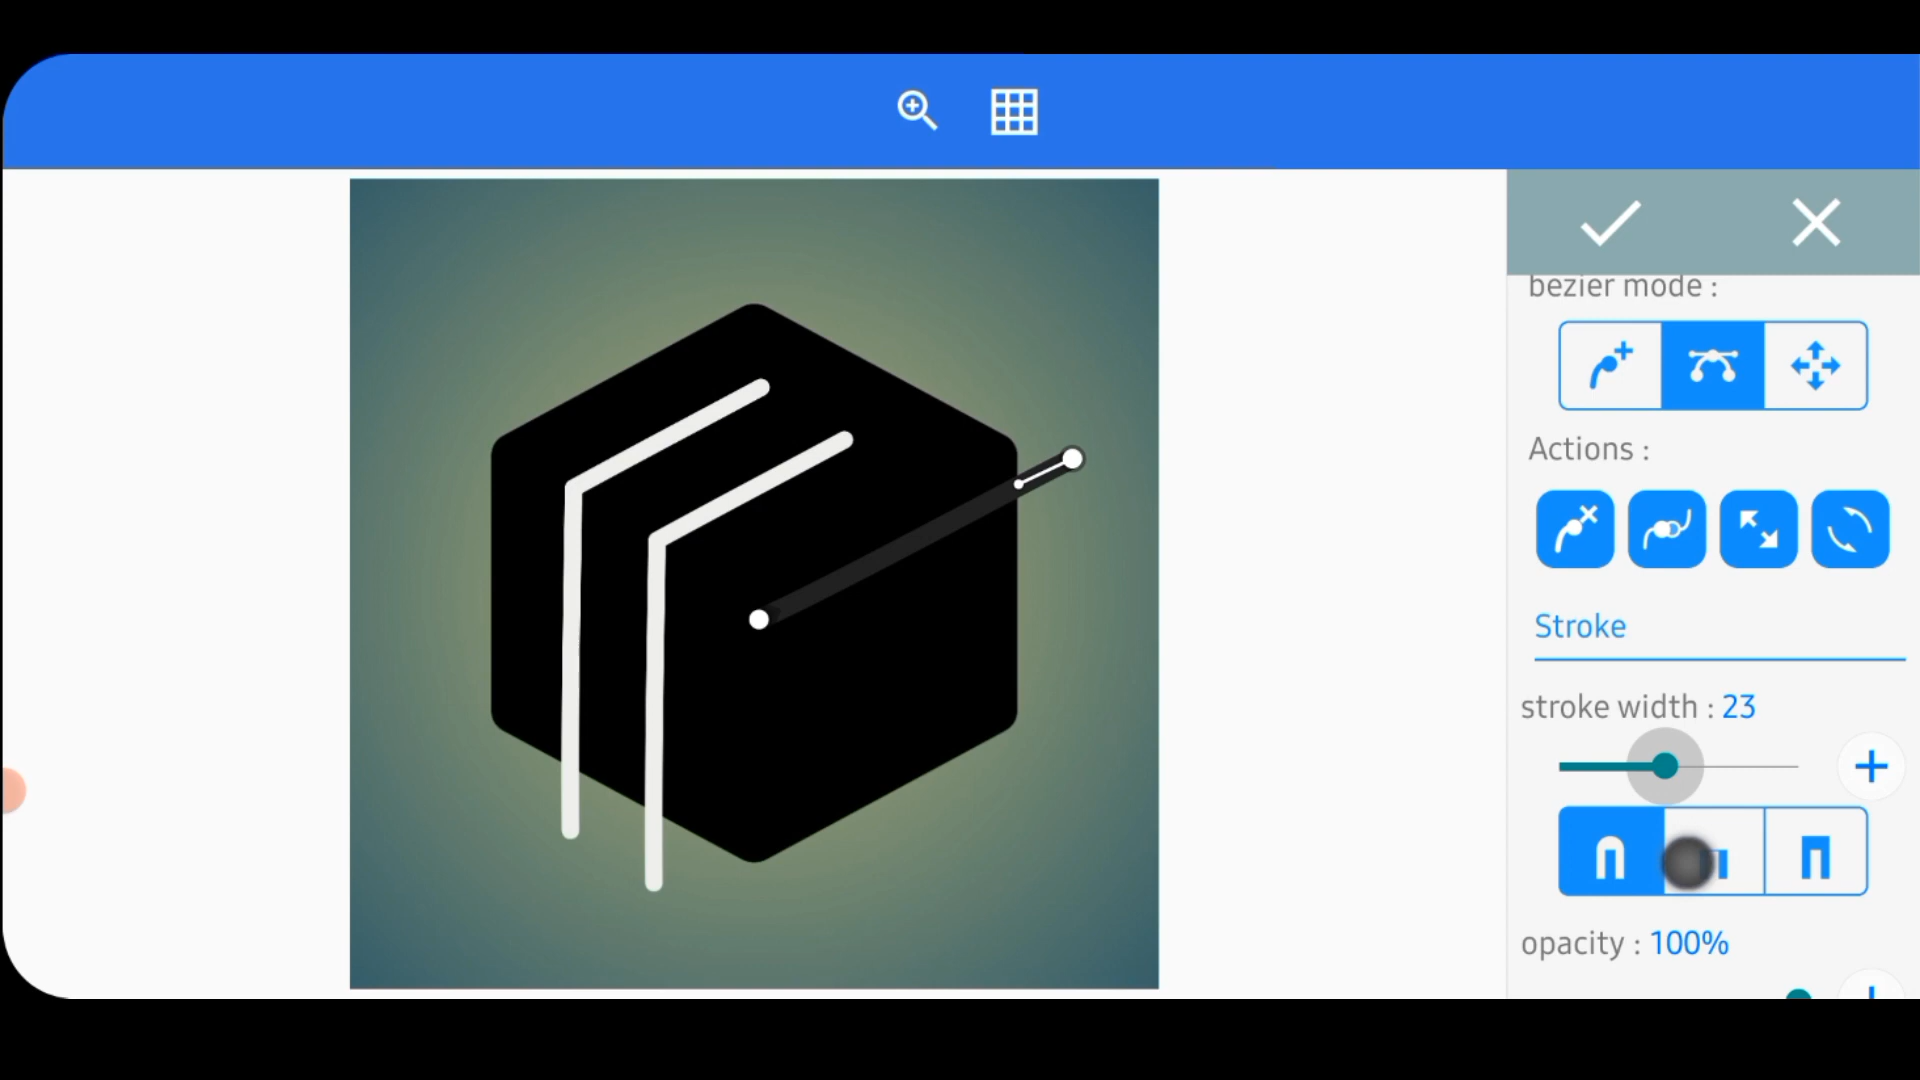 bezier mode :
Actions :
Stroke
stroke width : 23
opacity : 100%